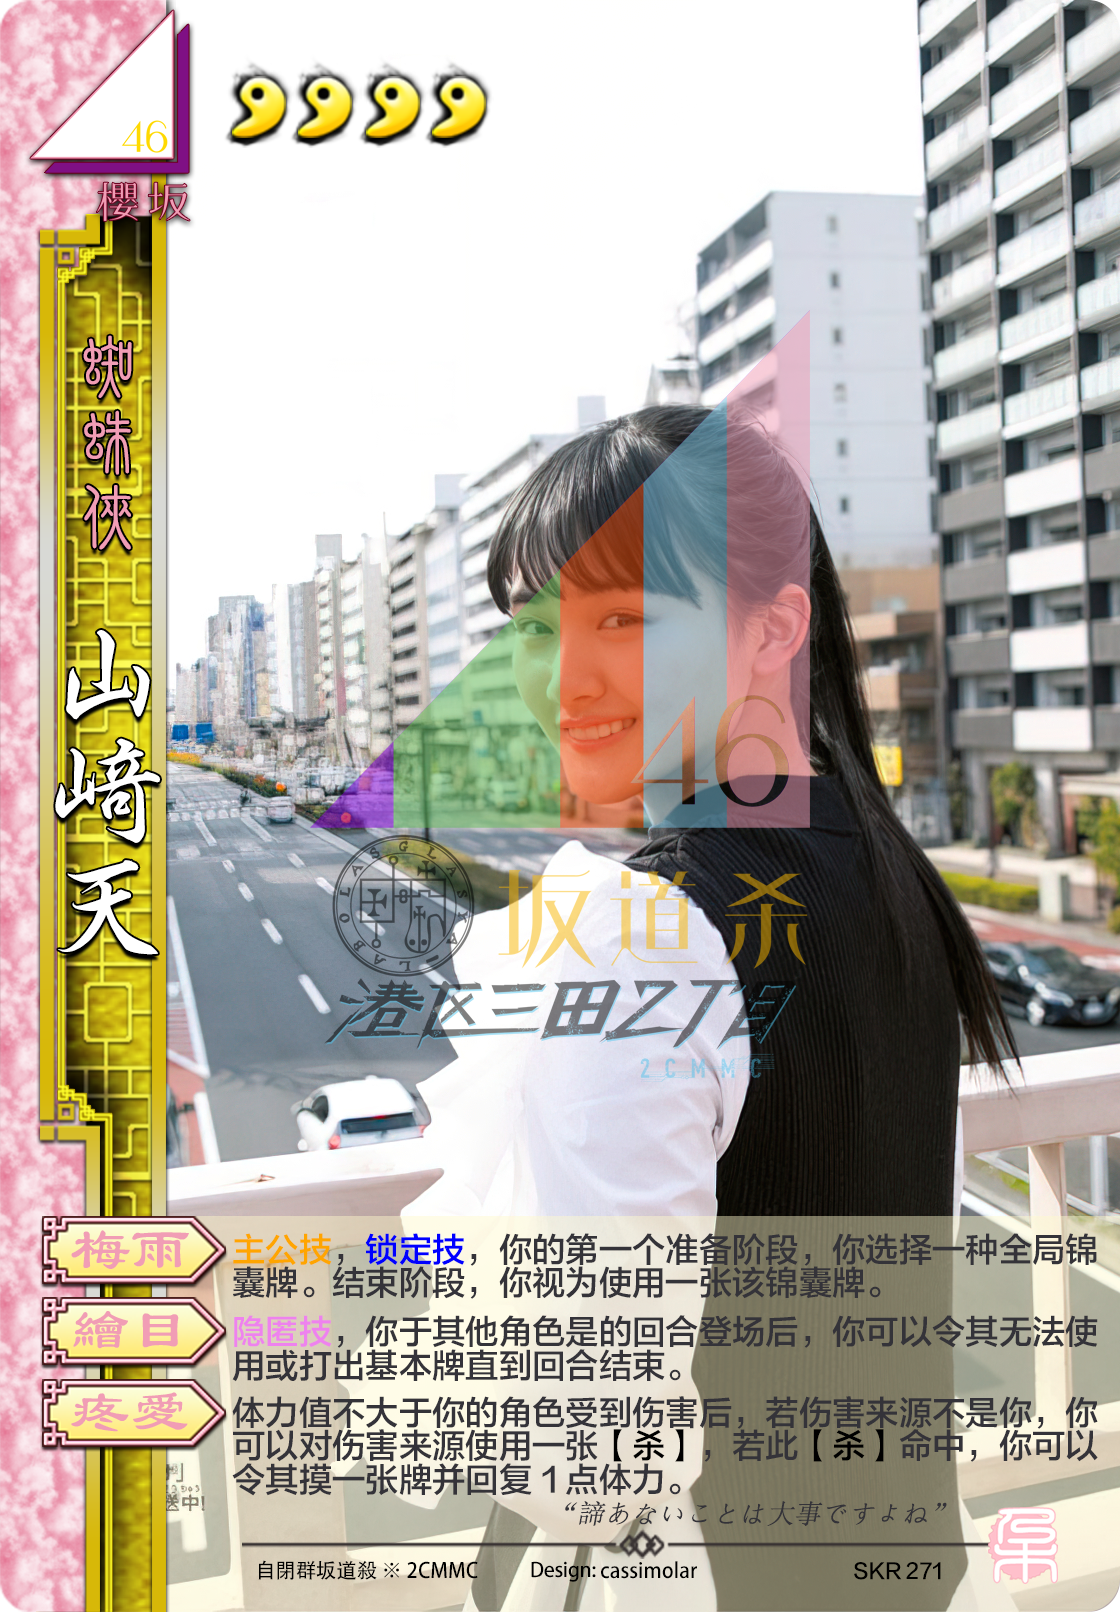 46
櫻坂
蜘蛛俠
山﨑天
46
坂道杀
港区三田2丁目
2CMMC
GLASYALABOLAS
梅雨
主公技，锁定技，你的第一个准备阶段，你选择一种全局锦
囊牌。结束阶段，你视为使用一张该锦囊牌。
繪目
隐匿技，你于其他角色是的回合登场后，你可以令其无法使
用或打出基本牌直到回合结束。
疼愛
体力值不大于你的角色受到伤害后，若伤害来源不是你，你
可以对伤害来源使用一张【杀】，若此【杀】命中，你可以
令其摸一张牌并回复1点体力。
送中!
“諦あないことは大事ですよね”
自閉群坂道殺 ※ 2CMMC
Design: cassimolar
SKR 271